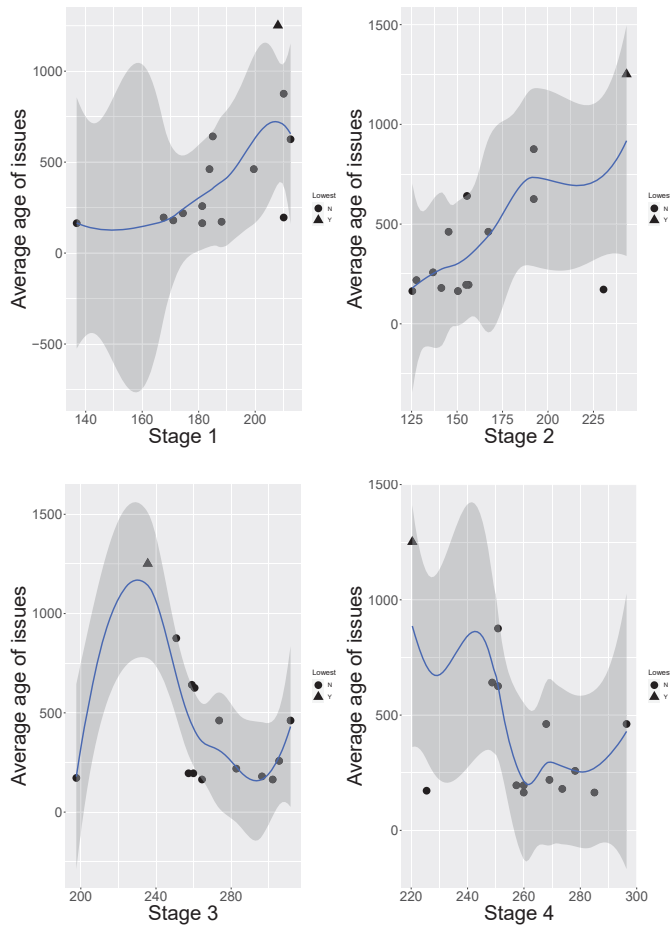 Average age of issues
1000
500
0
−500
140 160 180 200
Stage 1
Lowest
N
Y
Average age of issues
1500
1000
500
0
125 150 175 200 225
Stage 2
Lowest
N
Y
Average age of issues
1500
1000
500
0
200 240 280
Stage 3
Lowest
N
Y
Average age of issues
1500
1000
500
0
220 240 260 280 300
Stage 4
Lowest
N
Y